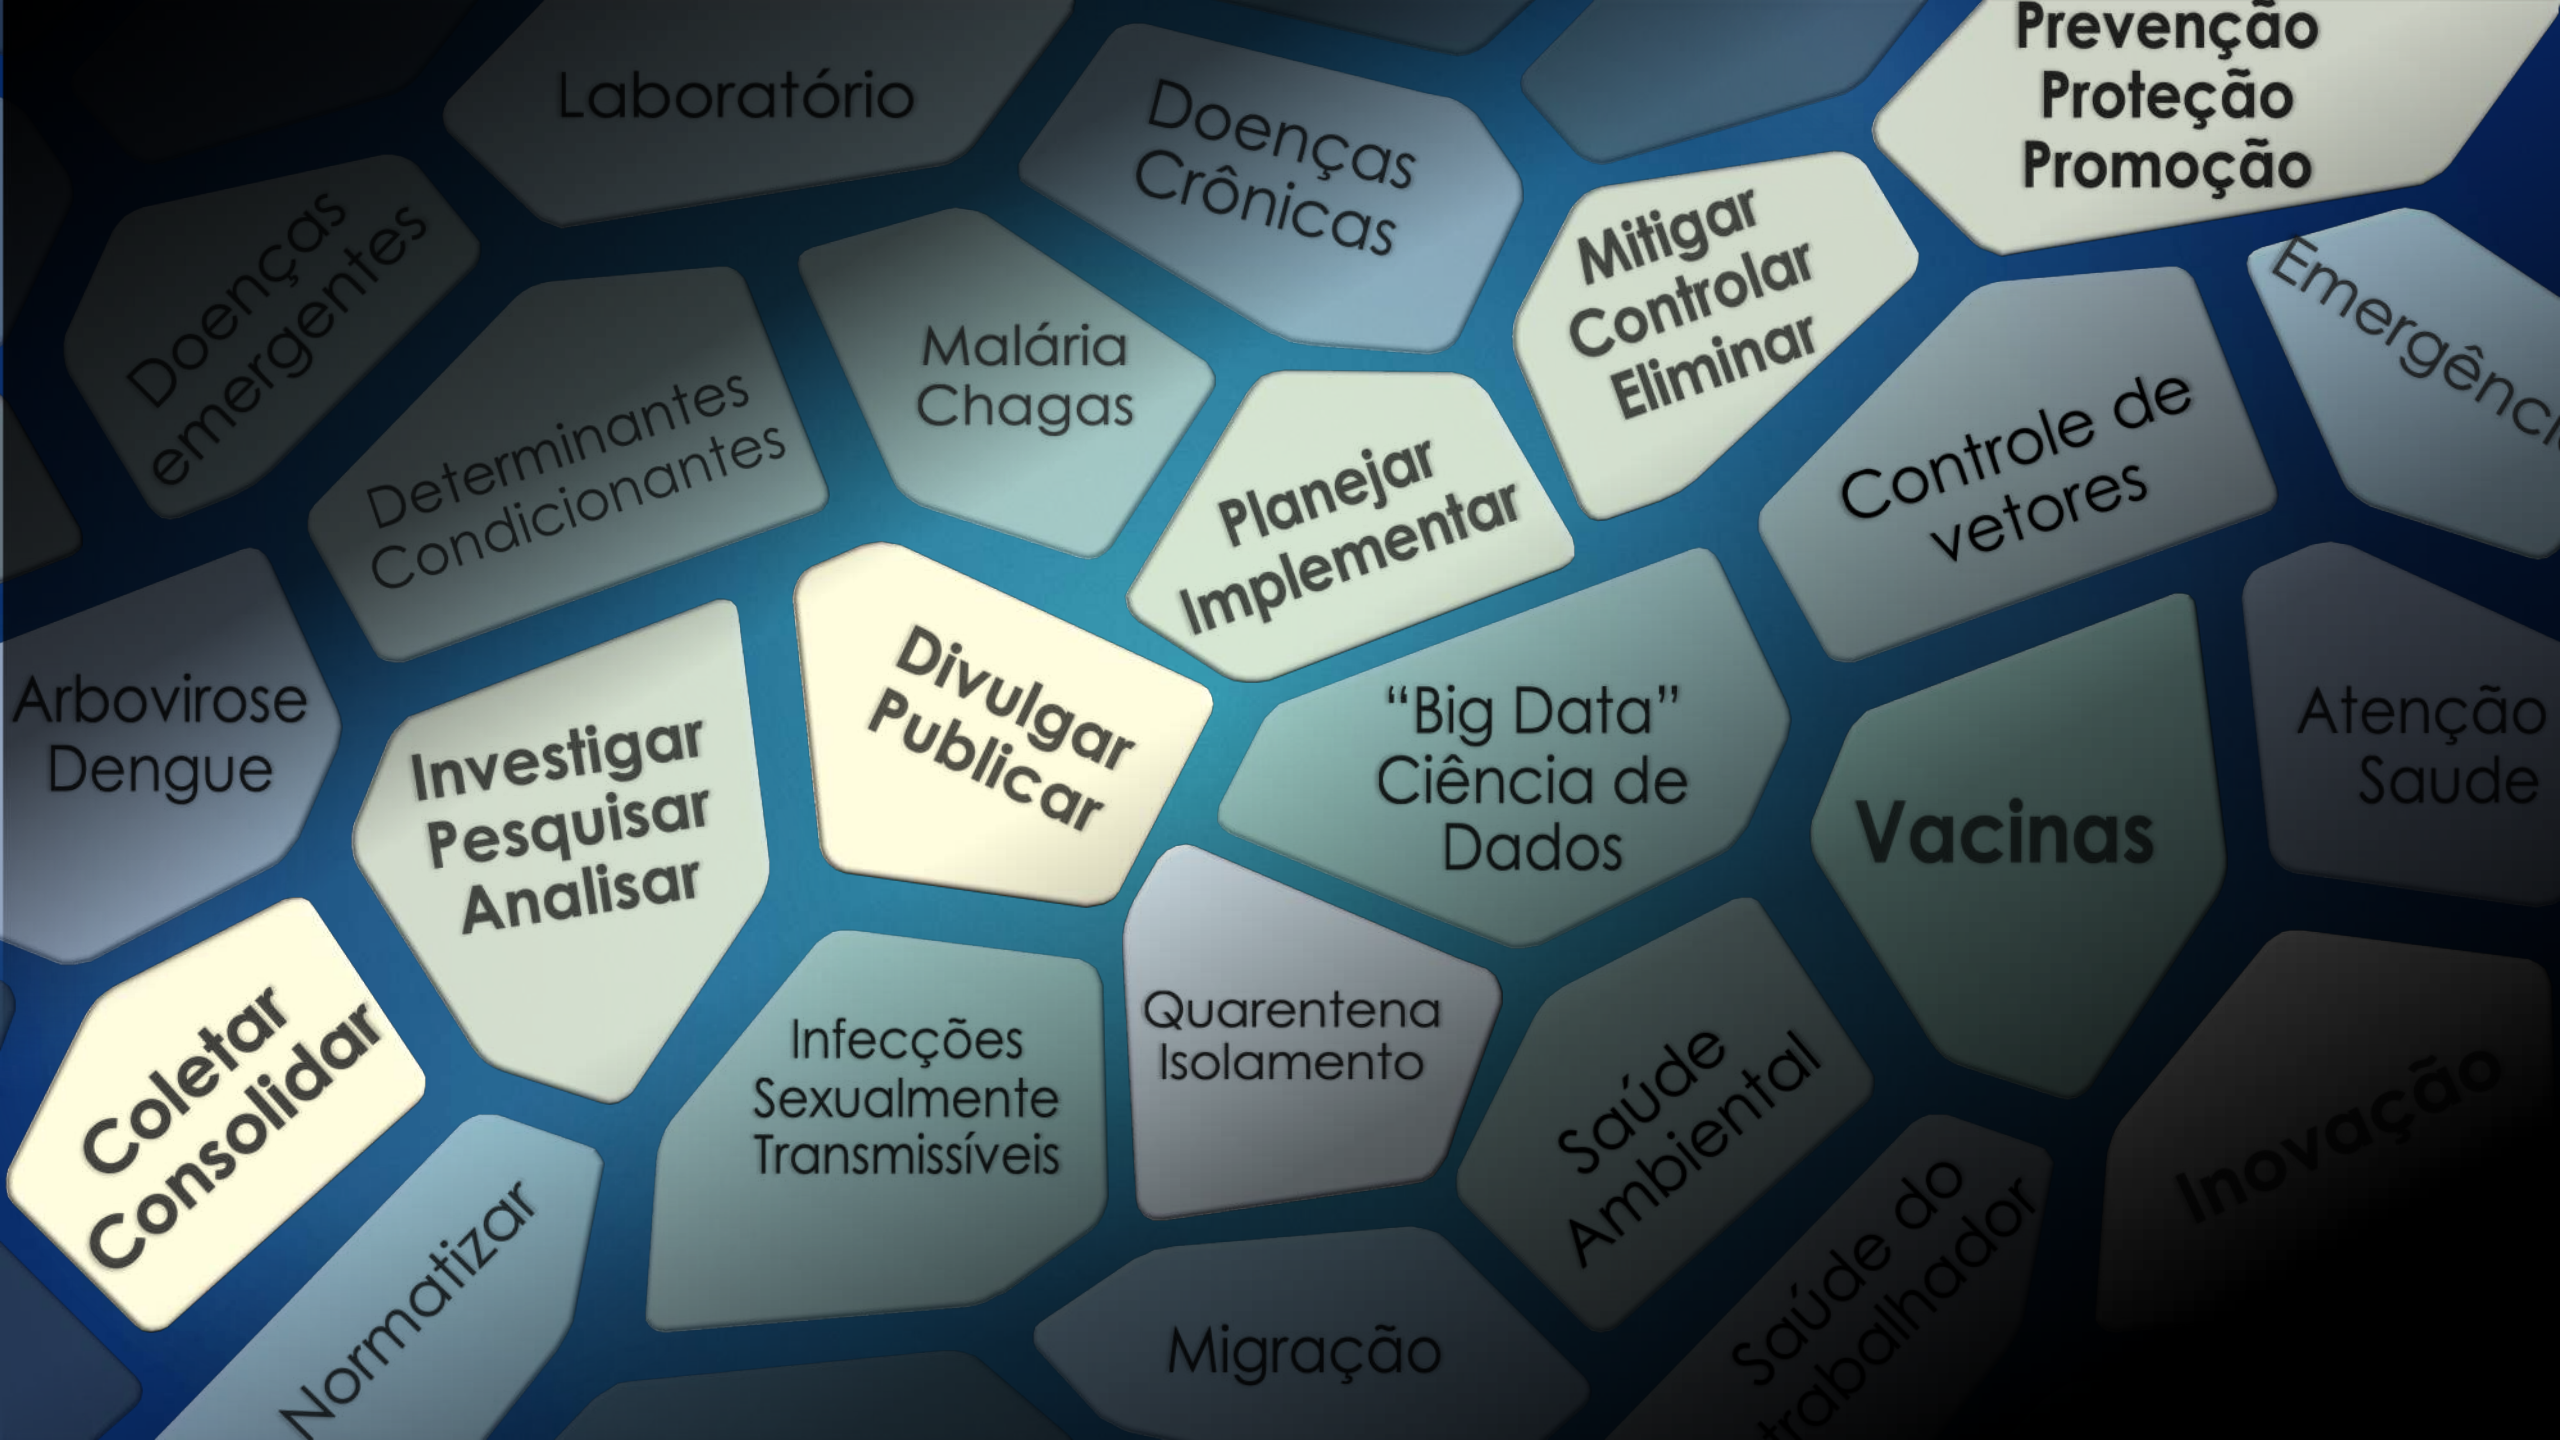 Prevenção
Proteção
Promoção
Laboratório
Doenças
Crônicas
Mitigar
Controlar
Eliminar
Doenças
emergentes
Malária
Chagas
Determinantes
Condicionantes
Planejar
Implementar
Controle de
vetores
Arbovirose
Dengue
Investigar
Pesquisar
Analisar
Divulgar
Publicar
“Big Data”
Ciência de
Dados
Vacinas
Atenção
Saude
Coletar
Consolidar
Infecções
Sexualmente
Transmissíveis
Quarentena
Isolamento
Saúde
Ambiental
Inovação
Normatizar
Migração
Saúde do
trabalhador